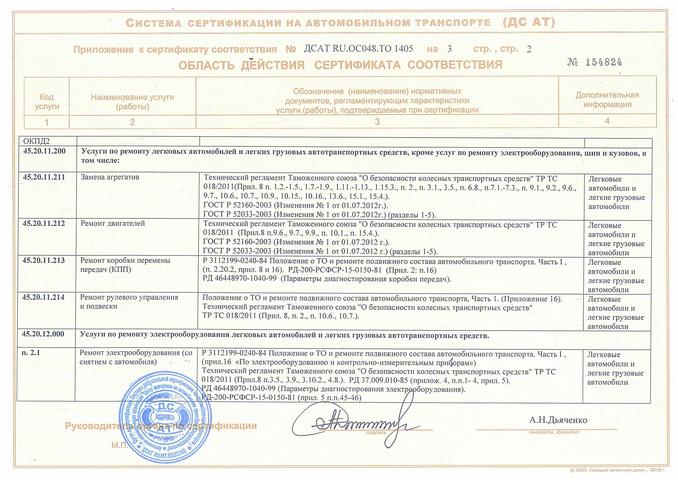 СИСТЕМА СЕРТИФИКАЦИИ НА АВТОМОБИЛЬНОМ ТРАНСПОРТЕ (ДС АТ)
Приложение к сертификату соответствия № ДСАТ RU.ОС048.ТО 1405 на 3 стр., стр. 2
ОБЛАСТЬ ДЕЙСТВИЯ СЕРТИФИКАТА СООТВЕТСТВИЯ № 154824
Код услуги
Наименование услуги (работы)
Обозначение (наименование) нормативных
документов, регламентирующих характеристики
услуги (работы), подтверждаемые при сертификации
Дополнительная информация
1 2 3 4
ОКПД2
45.20.11.200 Услуги по ремонту легковых автомобилей и легких грузовых автотранспортных средств, кроме услуг по ремонту электрооборудования, шин и кузовов, в
том числе:
45.20.11.211 Замена агрегатов
Технический регламент Таможенного союза "О безопасности колесных транспортных средств" ТР ТС
018/2011(Прил. 8 п. 1.2.-1.5, 1.7.-1.9., 1.11.-1.13., 1.15.3., п. 2., п. 3.1., 3.5., п. 6.8., п.7.1.-7.3., п. 9.1., 9.2., 9.6.,
9.7., 10.6., 10.7., 10.9., 10.15., 10.16., 13.6., 15.1., 15.4.)
ГОСТ Р 52160-2003 (Изменения № 1 от 01.07.2012г.).
ГОСТ Р 52033-2003 (Изменения № 1 от 01.07.2012г.) (разделы 1-5).
Легковые
автомобили и
легкие грузовые
автомобили
45.20.11.212 Ремонт двигателей
Технический регламент Таможенного союза "О безопасности колесных транспортных средств" ТР ТС
018/2011 (Прил.8 п.9.6., 9.7., 9.9., п. 10.1., п. 15.4.).
ГОСТ Р 52160-2003 (Изменения № 1 от 01.07.2012 г.)
ГОСТ Р 52033-2003 (Изменения № 1 от 01.07.2012 г.) (разделы 1-5).
Легковые
автомобили и
легкие грузовые
автомобили
45.20.11.213 Ремонт коробки перемены
передач (КПП)
Р 3112199-0240-84 Положение о ТО и ремонте подвижного состава автомобильного транспорта. Часть I ,
(п. 2.20.2, прил. 8 и 16). РД-200-РСФСР-15-0150-81 (Прил. 2: п.16)
РД 46448970-1040-99 (Параметры диагностирования коробки передач).
Легковые
автомобили и
легкие грузовые
автомобили
45.20.11.214 Ремонт рулевого управления
и подвески
Положение о ТО и ремонте подвижного состава автомобильного транспорта, Часть 1. (Приложение 16).
Технический регламент Таможенного союза "О безопасности колесных транспортных средств"
ТР ТС 018/2011 (Прил. 8, п. 2., п. 10.6., 10.7.).
Легковые
автомобили и
легкие грузовые
автомобили
45.20.12.000 Услуги по ремонту электрооборудования легковых автомобилей и легких грузовых автотранспортных средств.
п. 2.1 Ремонт электрооборудования (со
снятием с автомобиля)
Р 3112199-0240-84 Положение о ТО и ремонте подвижного состава автомобильного транспорта. Часть I ,
(прил.16 «По электрооборудованию и контрольно-измерительным приборам»)
Технический регламент Таможенного союза "О безопасности колесных транспортных средств" ТР ТС
018/2011 (Прил.8 п.3.5., 3.9., 3.10.2., 4.8.). РД 37.009.010-85 (прилож. 4, п.п.1- 4, прил. 5).
РД 46448970-1040-99 (Параметры диагностирования электрооборудования).
РД-200-РСФСР-15-0150-81 (прил. 5 п.п.45-46)
Легковые
автомобили и
легкие грузовые
автомобили
Руководитель органа по сертификации
А.Н.Дьяченко
М.П.
подпись
инициалы, фамилия
ДС
АТ